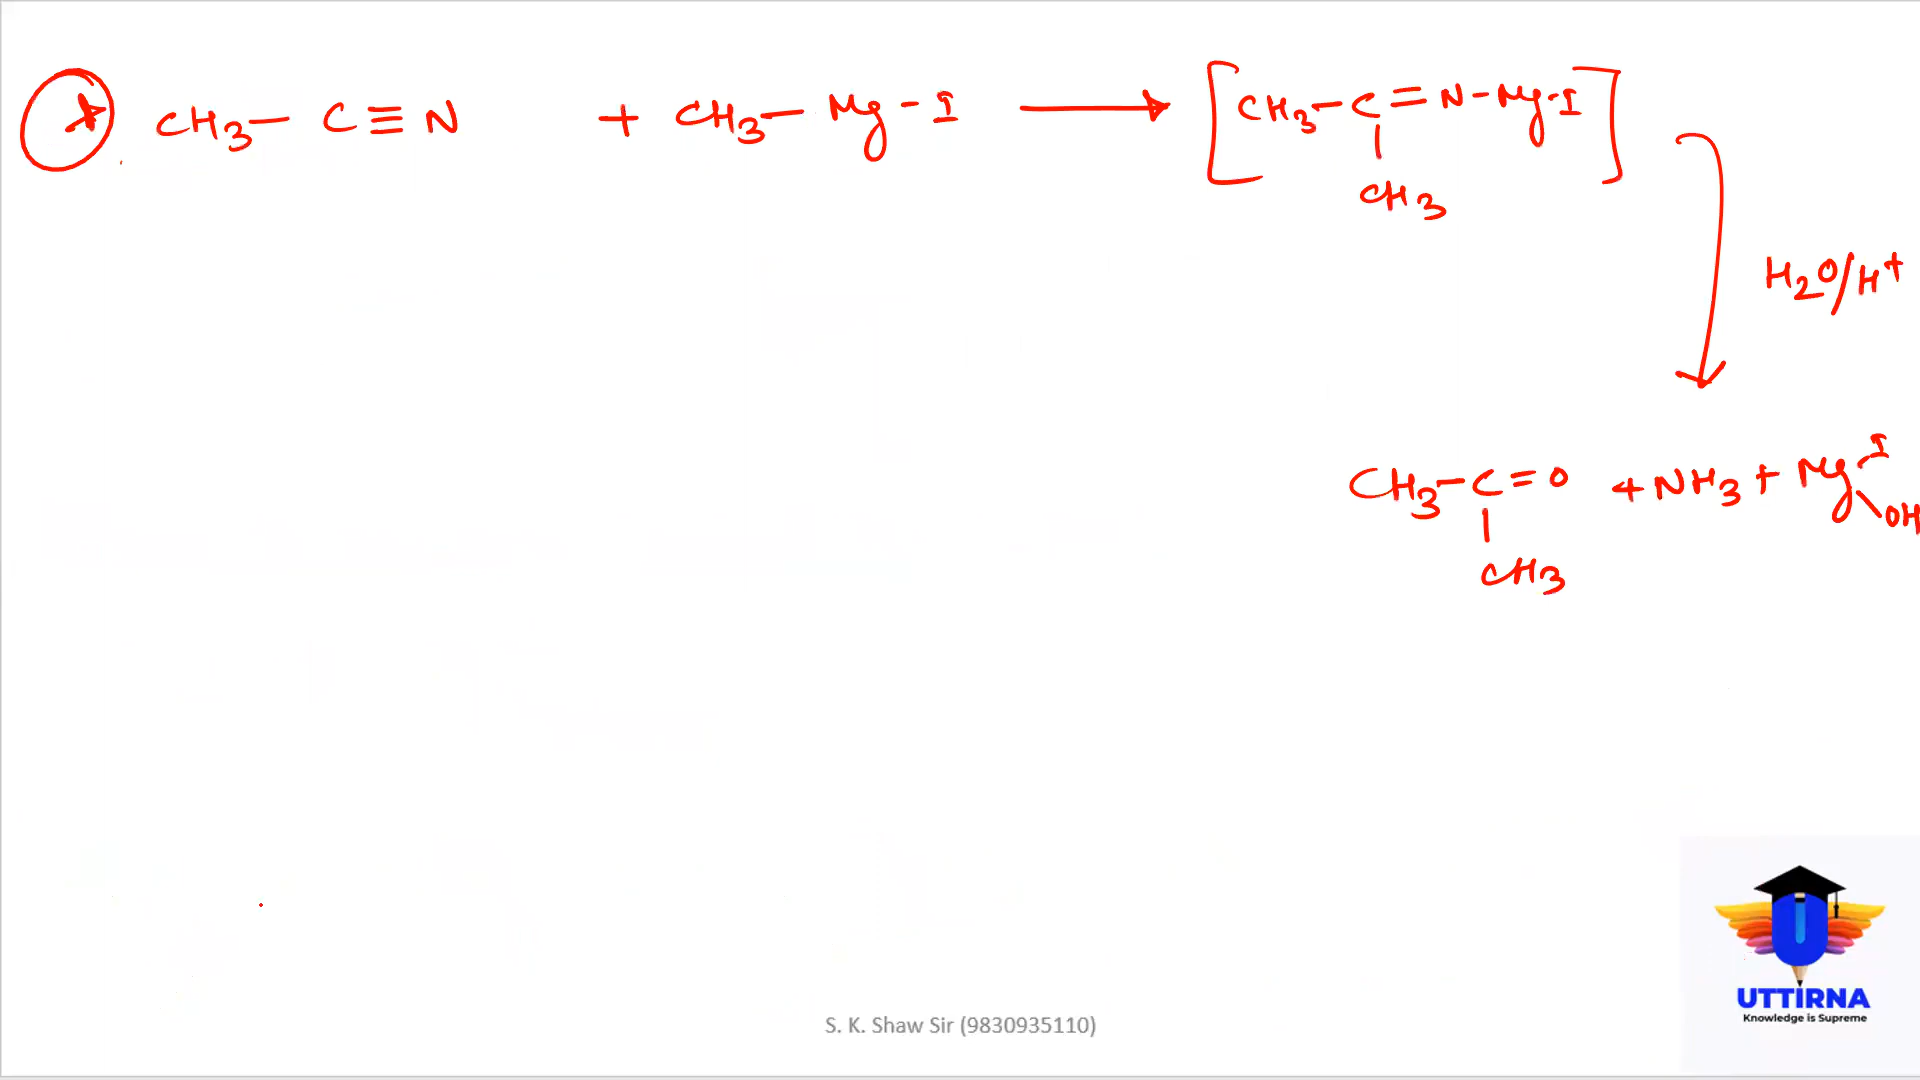 CH3-C≡N + CH3-Mg-I → [CH3-C=N-Mg-I]
|
CH3
H2O/H+
CH3-C=O + NH3 + Mg I
OH
|
CH3
UTTIRNA
Knowledge is Supreme
S. K. Shaw Sir (9830935110)